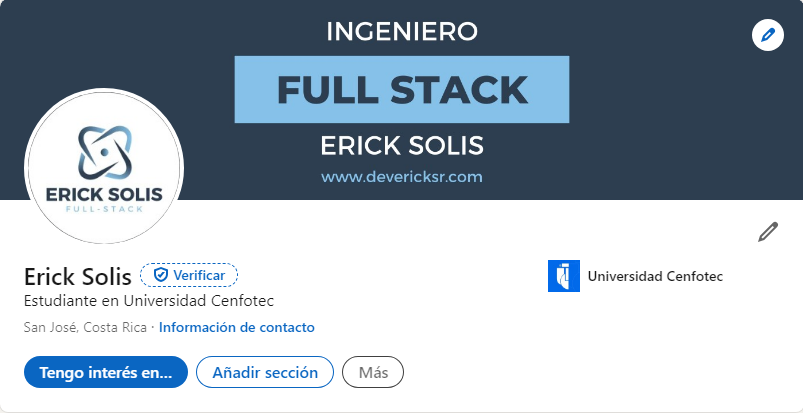 INGENIERO
FULL STACK
ERICK SOLIS
www.devericksr.com
ERICK SOLIS
FULL-STACK
Erick Solis
Verificar
Universidad Cenfotec
Estudiante en Universidad Cenfotec
San José, Costa Rica · Información de contacto
Tengo interés en...
Añadir sección
Más